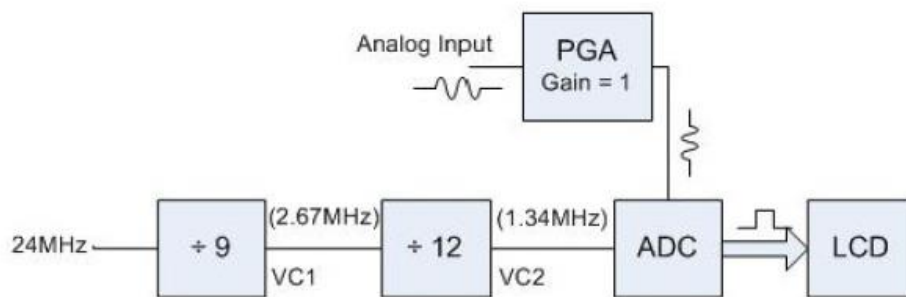 Analog Input
PGA
Gain = 1
24MHz
÷ 9
(2.67MHz)
VC1
÷ 12
(1.34MHz)
VC2
ADC
LCD